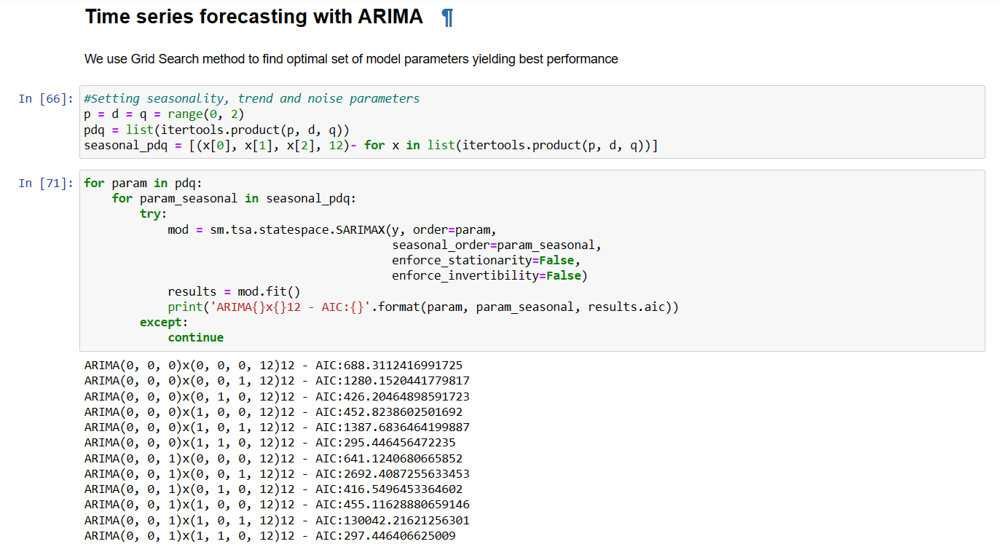 Time series forecasting with ARIMA ¶
We use Grid Search method to find optimal set of model parameters yielding best performance
In [66]: #Setting seasonality, trend and noise parameters
p = d = q = range(0, 2)
pdq = list(itertools.product(p, d, q))
seasonal_pdq = [(x[0], x[1], x[2], 12)- for x in list(itertools.product(p, d, q))]
In [71]: for param in pdq:
    for param_seasonal in seasonal_pdq:
        try:
            mod = sm.tsa.statespace.SARIMAX(y, order=param,
                                            seasonal_order=param_seasonal,
                                            enforce_stationarity=False,
                                            enforce_invertibility=False)
            results = mod.fit()
            print('ARIMA{}x{}12 - AIC:{}'.format(param, param_seasonal, results.aic))
        except:
            continue
ARIMA(0, 0, 0)x(0, 0, 0, 12)12 - AIC:688.3112416991725
ARIMA(0, 0, 0)x(0, 0, 1, 12)12 - AIC:1280.1520441779817
ARIMA(0, 0, 0)x(0, 1, 0, 12)12 - AIC:426.20464898591723
ARIMA(0, 0, 0)x(1, 0, 0, 12)12 - AIC:452.8238602501692
ARIMA(0, 0, 0)x(1, 0, 1, 12)12 - AIC:1387.6836464199887
ARIMA(0, 0, 0)x(1, 1, 0, 12)12 - AIC:295.446456472235
ARIMA(0, 0, 1)x(0, 0, 0, 12)12 - AIC:641.1240680665852
ARIMA(0, 0, 1)x(0, 0, 1, 12)12 - AIC:2692.4087255633453
ARIMA(0, 0, 1)x(0, 1, 0, 12)12 - AIC:416.5496453364602
ARIMA(0, 0, 1)x(1, 0, 0, 12)12 - AIC:455.11628880659146
ARIMA(0, 0, 1)x(1, 0, 1, 12)12 - AIC:130042.21621256301
ARIMA(0, 0, 1)x(1, 1, 0, 12)12 - AIC:297.446406625009